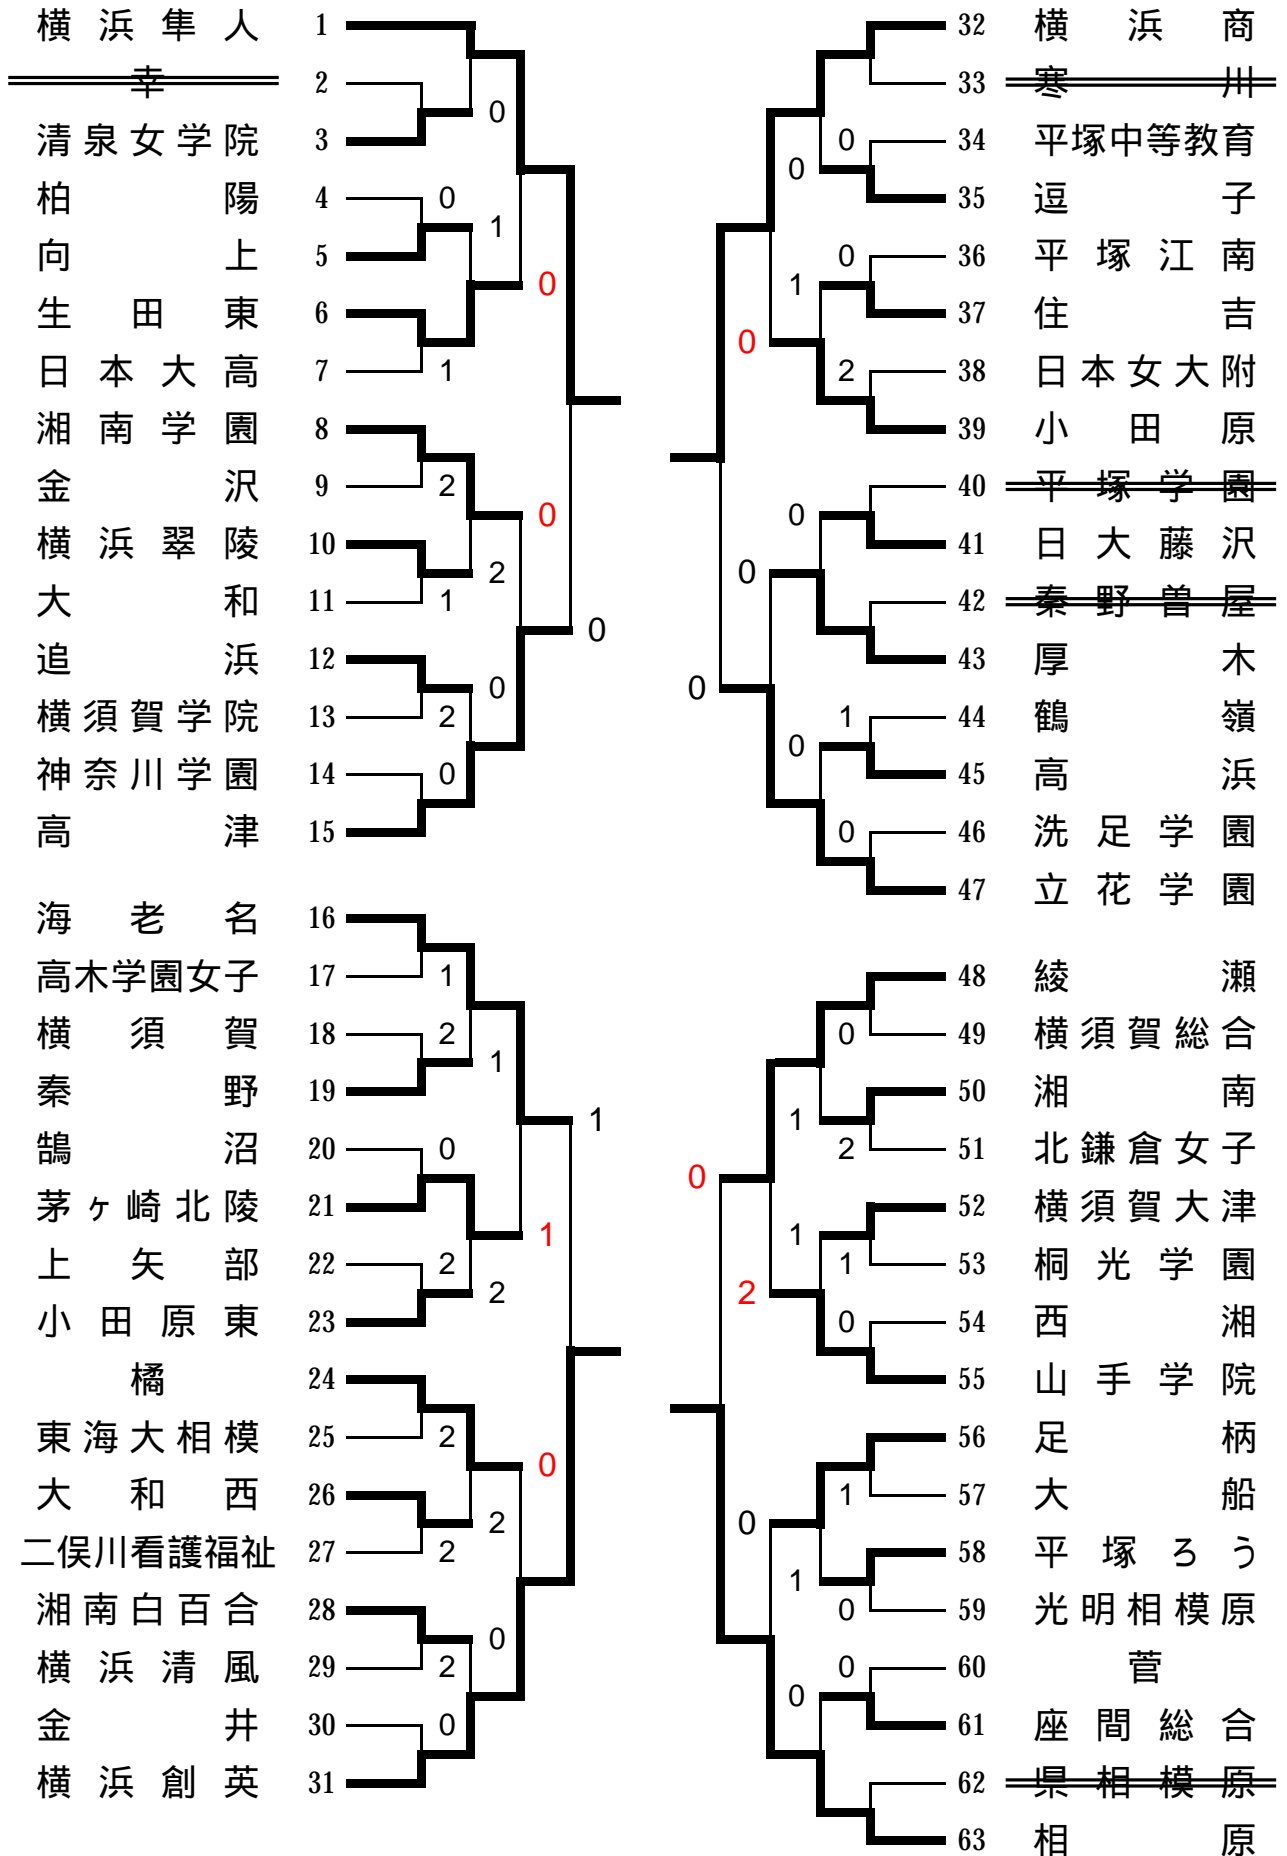 横浜隼人 1
幸 2
0
清泉女学院 3
柏陽 4 0
1
向上 5
0
生田東 6
日本大高 7 1
湘南学園 8
金沢 9 2
0
横浜翠陵 10
2
大和 11 1
0
追浜 12
0
横須賀学院 13 2
神奈川学園 14 0
高津 15
海老名 16
高木学園女子 17 1
横須賀 18 2
1
秦野 19
1
鵠沼 20 0
茅ヶ崎北陵 21
1
上矢部 22 2
2
小田原東 23
橘 24
東海大相模 25 2
0
大和西 26
2
二俣川看護福祉 27 2
湘南白百合 28
0
横浜清風 29 2
金井 30 0
横浜創英 31
32 横浜商
33 寒川
0 34 平塚中等教育
0
35 逗子
0 36 平塚江南
1
37 住吉
0
2 38 日本女大附
39 小田原
40 平塚学園
0
41 日大藤沢
0
42 秦野曽屋
43 厚木
0
1 44 鶴嶺
0
45 高浜
0 46 洗足学園
47 立花学園
48 綾瀬
0 49 横須賀総合
50 湘南
1
2 51 北鎌倉女子
0
52 横須賀大津
1
1 53 桐光学園
2
0 54 西湘
55 山手学院
56 足柄
1 57 大船
0
58 平塚ろう
1
0 59 光明相模原
0 60 菅
0
61 座間総合
62 県相模原
63 相原